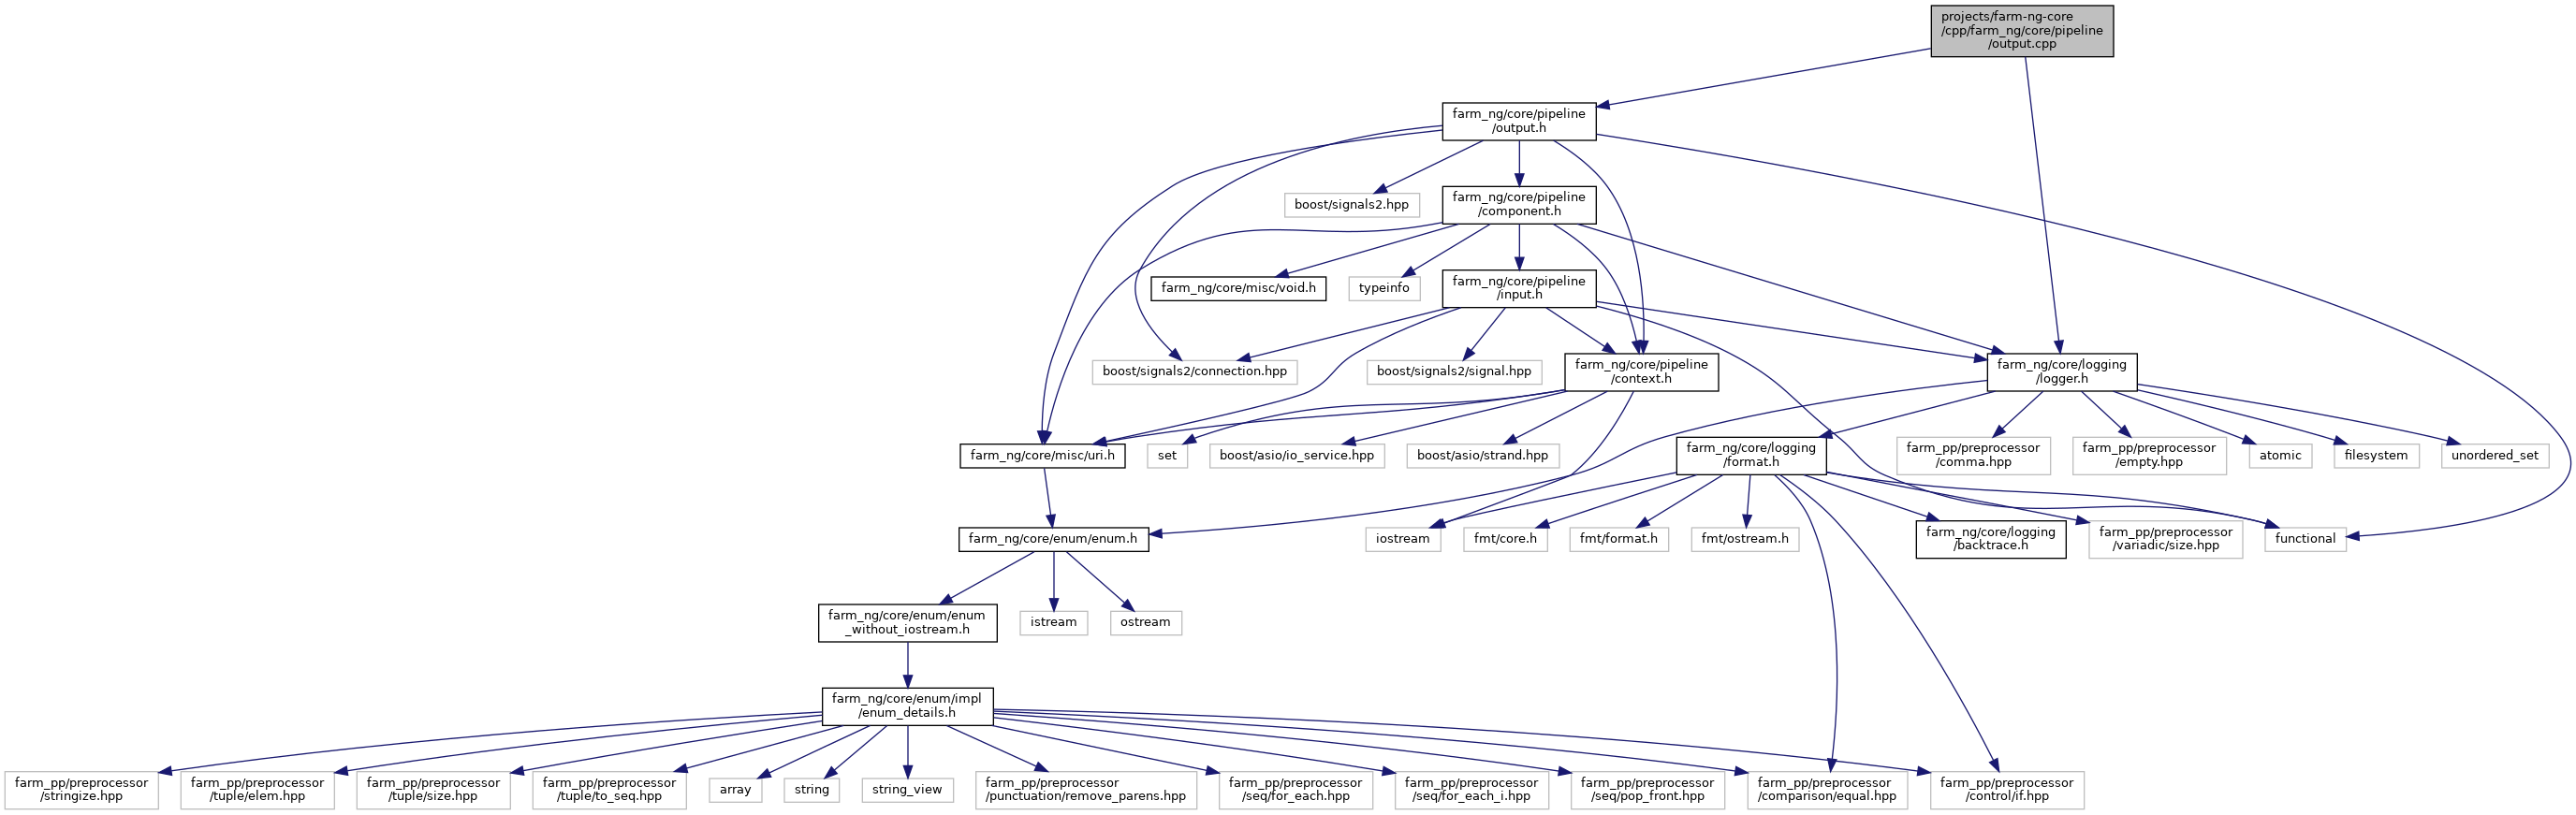 projects/farm-ng-core
/cpp/farm_ng/core/pipeline
/output.cpp
farm_ng/core/pipeline
/output.h
boost/signals2.hpp
farm_ng/core/pipeline
/component.h
farm_ng/core/misc/void.h
typeinfo
farm_ng/core/pipeline
/input.h
boost/signals2/connection.hpp
boost/signals2/signal.hpp
farm_ng/core/pipeline
/context.h
farm_ng/core/logging
/logger.h
farm_ng/core/misc/uri.h
set
boost/asio/io_service.hpp
boost/asio/strand.hpp
farm_ng/core/logging
/format.h
farm_pp/preprocessor
/comma.hpp
farm_pp/preprocessor
/empty.hpp
atomic
filesystem
unordered_set
farm_ng/core/enum/enum.h
iostream
fmt/core.h
fmt/format.h
fmt/ostream.h
farm_ng/core/logging
/backtrace.h
farm_pp/preprocessor
/variadic/size.hpp
functional
farm_ng/core/enum/enum
_without_iostream.h
istream
ostream
farm_ng/core/enum/impl
/enum_details.h
farm_pp/preprocessor
/stringize.hpp
farm_pp/preprocessor
/tuple/elem.hpp
farm_pp/preprocessor
/tuple/size.hpp
farm_pp/preprocessor
/tuple/to_seq.hpp
array
string
string_view
farm_pp/preprocessor
/punctuation/remove_parens.hpp
farm_pp/preprocessor
/seq/for_each.hpp
farm_pp/preprocessor
/seq/for_each_i.hpp
farm_pp/preprocessor
/seq/pop_front.hpp
farm_pp/preprocessor
/comparison/equal.hpp
farm_pp/preprocessor
/control/if.hpp